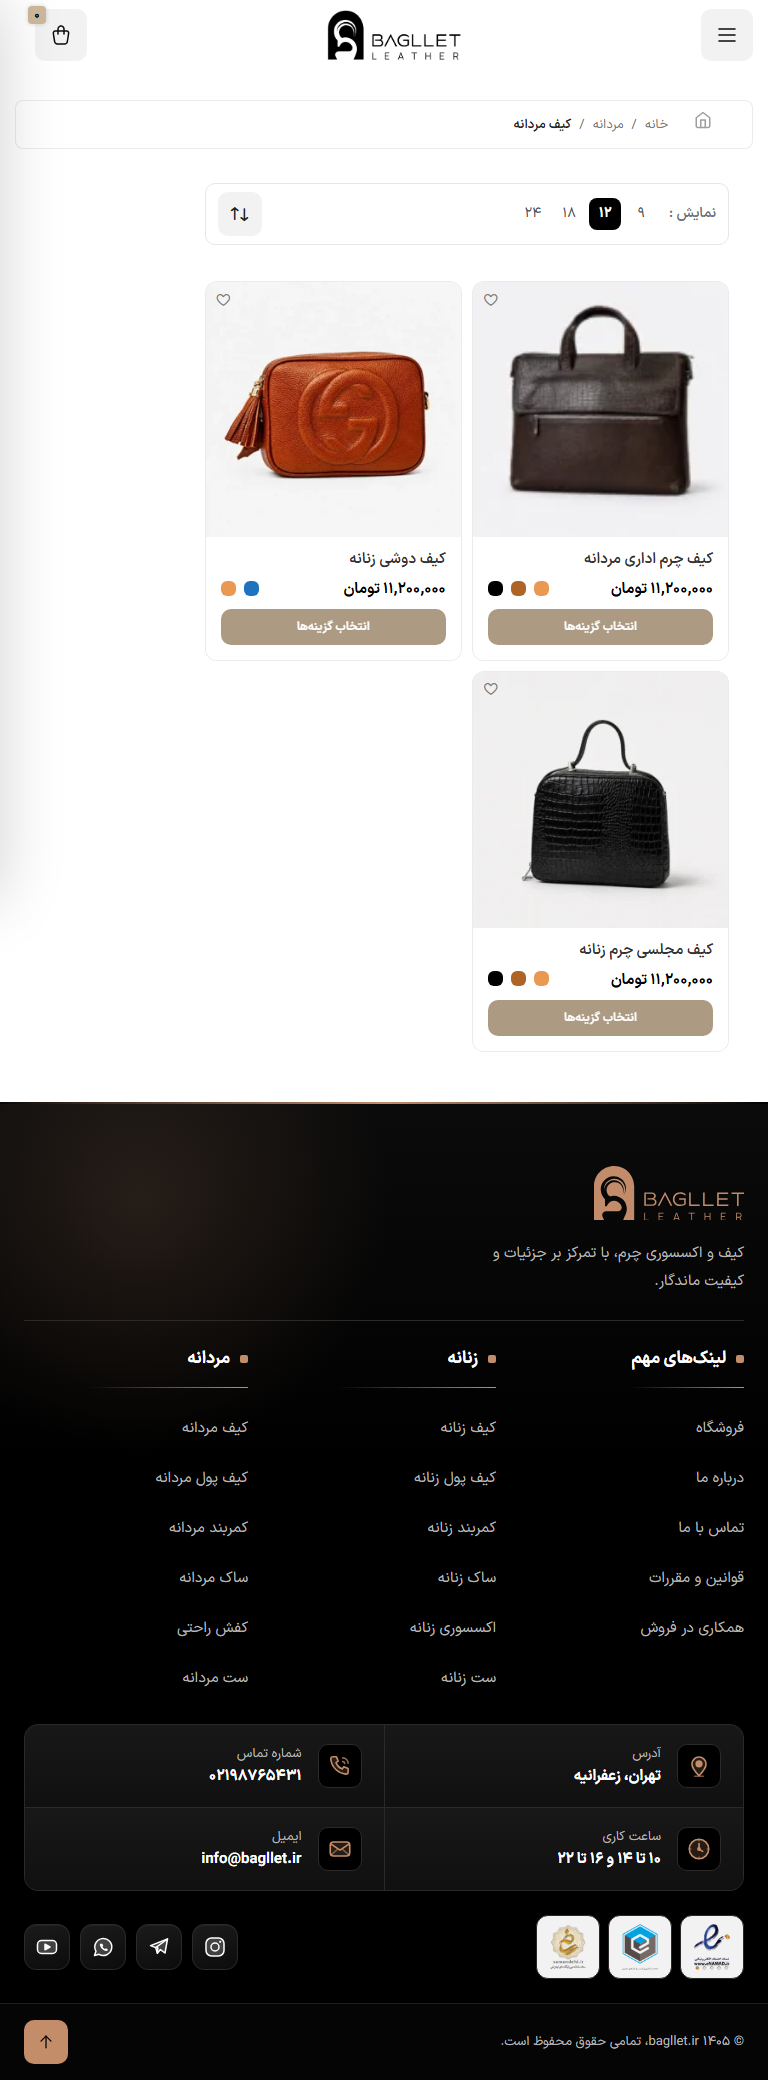 ۰
BAGLLET
LEATHER
خانه / مردانه / کیف مردانه
نمایش : ۹ ۱۲ ۱۸ ۲۴
کیف چرم اداری مردانه
۱۱,۲۰۰,۰۰۰ تومان
انتخاب گزینه‌ها
کیف دوشی زنانه
۱۱,۲۰۰,۰۰۰ تومان
انتخاب گزینه‌ها
کیف مجلسی چرم زنانه
۱۱,۲۰۰,۰۰۰ تومان
انتخاب گزینه‌ها
BAGLLET
LEATHER
کیف و اکسسوری چرم، با تمرکز بر جزئیات و
کیفیت ماندگار.
لینک‌های مهم
فروشگاه
درباره ما
تماس با ما
قوانین و مقررات
همکاری در فروش
زنانه
کیف زنانه
کیف پول زنانه
کمربند زنانه
ساک زنانه
اکسسوری زنانه
ست زنانه
مردانه
کیف مردانه
کیف پول مردانه
کمربند مردانه
ساک مردانه
کفش راحتی
ست مردانه
آدرس
تهران، زعفرانیه
شماره تماس
۰۲۱۹۸۷۶۵۴۳۱
ساعت کاری
۱۰ تا ۱۴ و ۱۶ تا ۲۲
ایمیل
info@bagllet.ir
www.eNAMAD.ir
samandehi.ir
© ۱۴۰۵ bagllet.ir، تمامی حقوق محفوظ است.